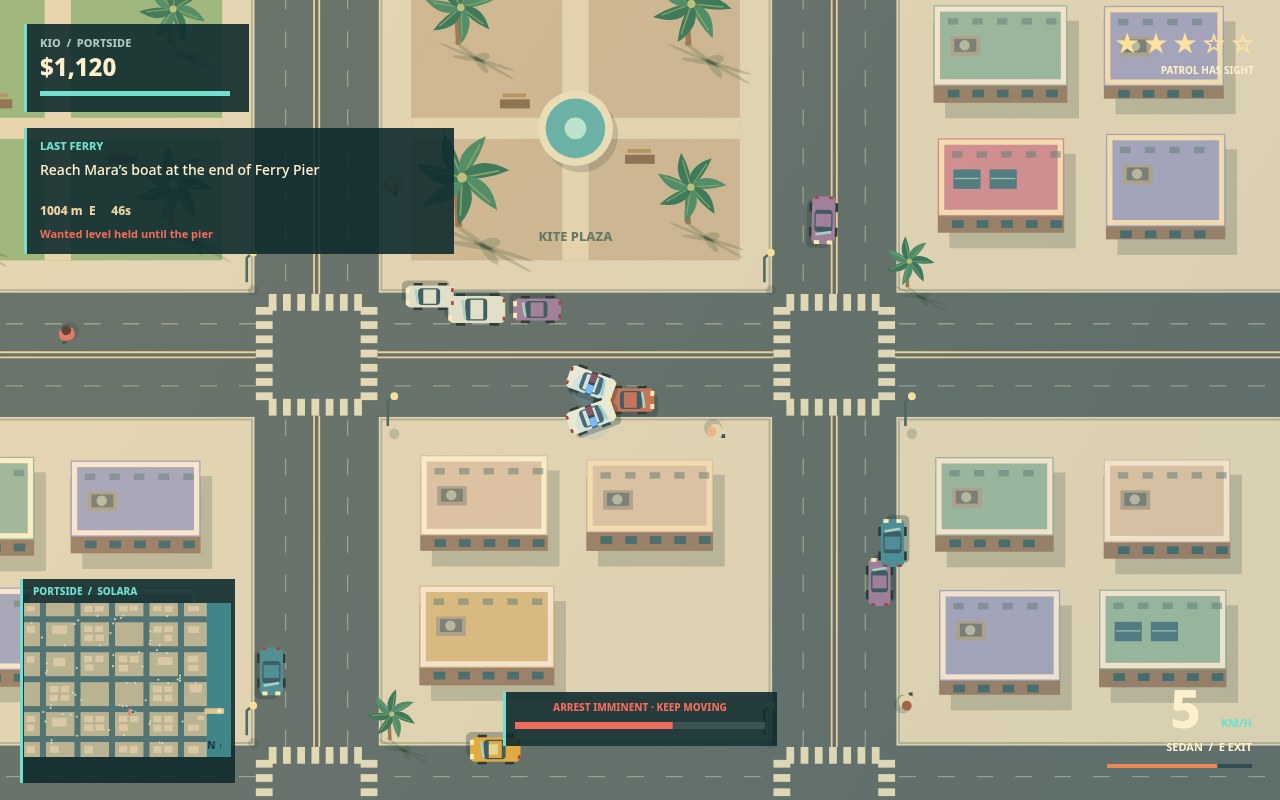 KIO / PORTSIDE
$1,120
PATROL HAS SIGHT
LAST FERRY
Reach Mara’s boat at the end of Ferry Pier
1004 m E 46s
Wanted level held until the pier
KITE PLAZA
PORTSIDE / SOLARA
N ↑
ARREST IMMINENT · KEEP MOVING
5 KM/H
SEDAN / E EXIT